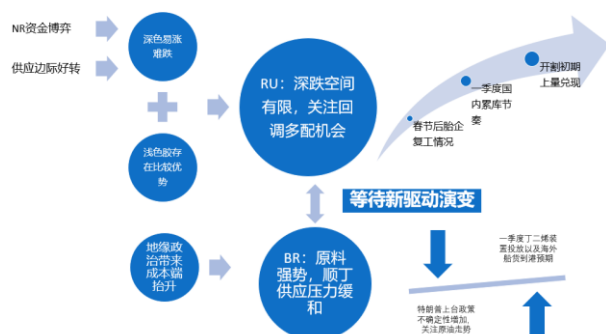 NR资金博弈
供应边际好转
深色易涨
难跌
浅色胶存
在比较优
势
RU：深跌空间
有限，关注回
调多配机会
春节后胎企
复工情况
一季度国
内累库节
奏
开割初期
上量兑现
等待新驱动演变
地缘政
治带来
成本端
抬升
BR：原料
强势，顺丁
供应压力缓
和
一季度丁二烯装
置投放以及海外
船货到港预期
特朗普上台政策
不确定性增加，
关注原油走势